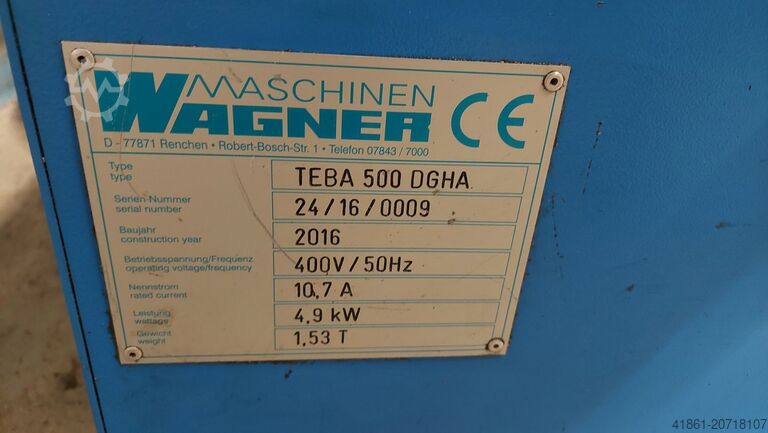 MASCHINEN
WAGNER CE
D - 77871 Renchen • Robert-Bosch-Str. 1 • Telefon 07843 / 7000
Type
type
TEBA 500 DGHA
Serien-Nummer
serial number
24/16/0009
Baujahr
construction year
2016
Betriebsspannung/Frequenz
operating voltage/frequency
400V/50Hz
Nennstrom
rated current
10,7 A
Leistung
wattage
4,9 kW
Gewicht
weight
1,53 T
41861-20718107